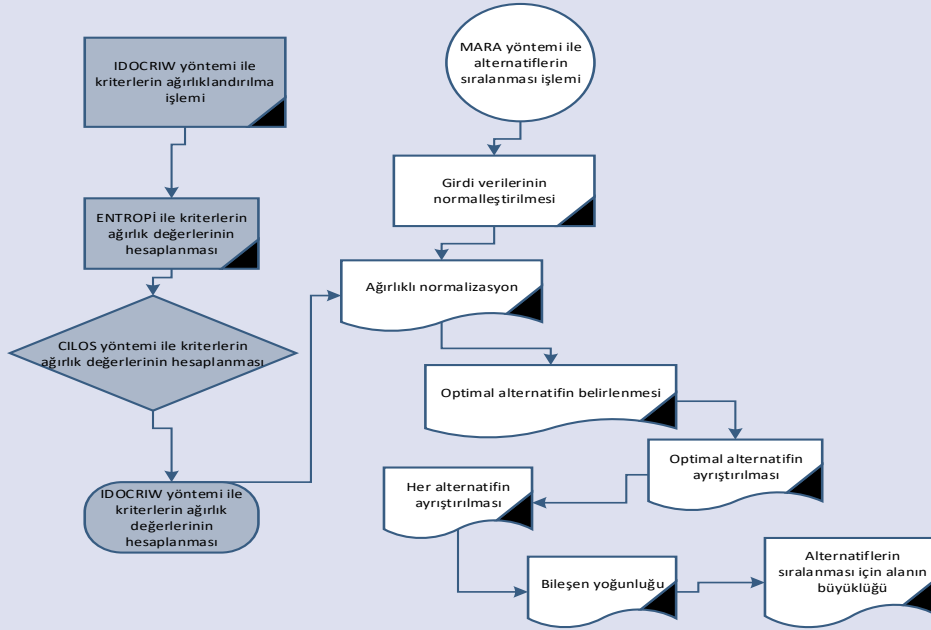 IDOCRIW yöntemi ile
kriterlerin ağırlıklandırılma
işlemi
ENTROPİ ile kriterlerin
ağırlık değerlerinin
hesaplanması
CILOS yöntemi ile kriterlerin
ağırlık değerlerinin hesaplanması
IDOCRIW yöntemi ile
kriterlerin ağırlık
değerlerinin
hesaplanması
MARA yöntemi ile
alternatiflerin
sıralanması işlemi
Girdi verilerinin
normalleştirilmesi
Ağırlıklı normalizasyon
Optimal alternatifin belirlenmesi
Optimal alternatifin
ayrıştırılması
Her alternatifin
ayrıştırılması
Bileşen yoğunluğu
Alternatiflerin
sıralanması için alanın
büyüklüğü